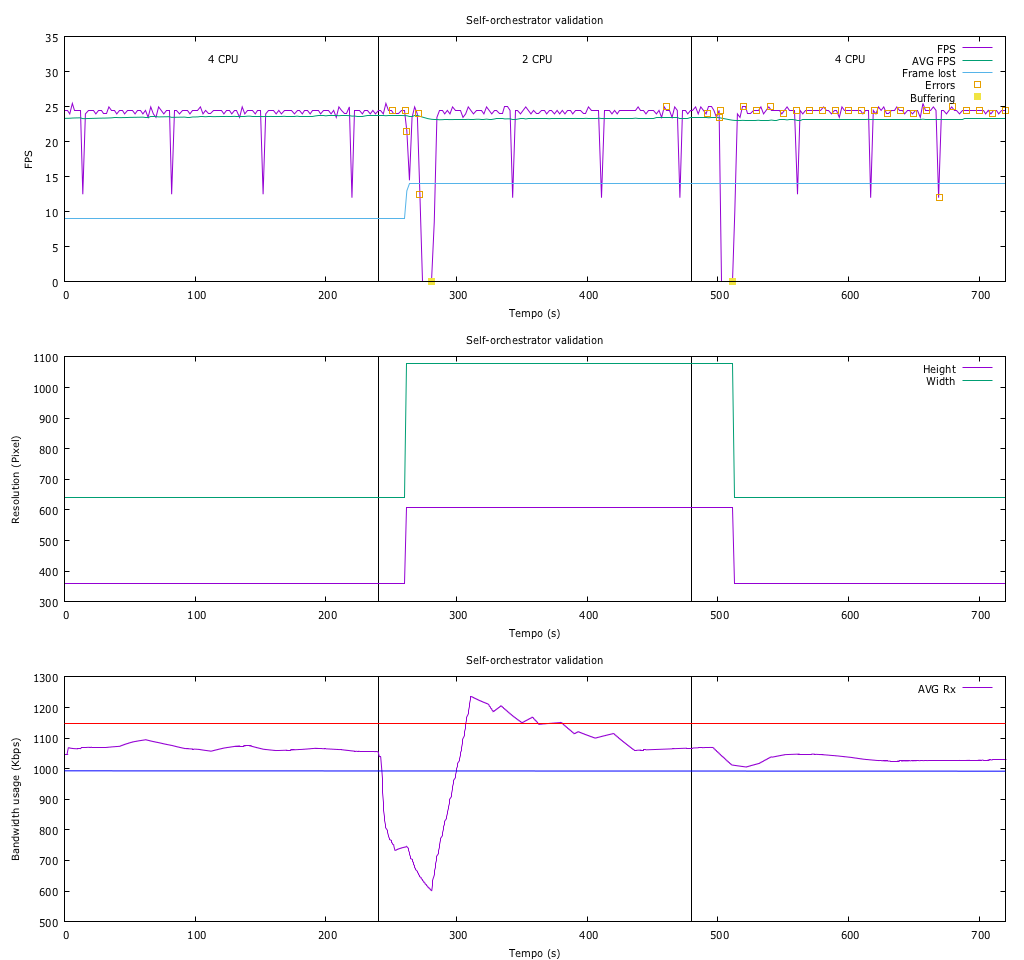 Self-orchestrator validation
35
30
25
20
15
10
5
0
FPS
4 CPU
2 CPU
4 CPU
FPS
AVG FPS
Frame lost
Errors
Buffering
0 100 200 300 400 500 600 700
Tempo (s)
Self-orchestrator validation
1100
1000
900
800
700
600
500
400
300
Resolution (Pixel)
Height
Width
0 100 200 300 400 500 600 700
Tempo (s)
Self-orchestrator validation
1300
1200
1100
1000
900
800
700
600
500
Bandwidth usage (Kbps)
AVG Rx
0 100 200 300 400 500 600 700
Tempo (s)